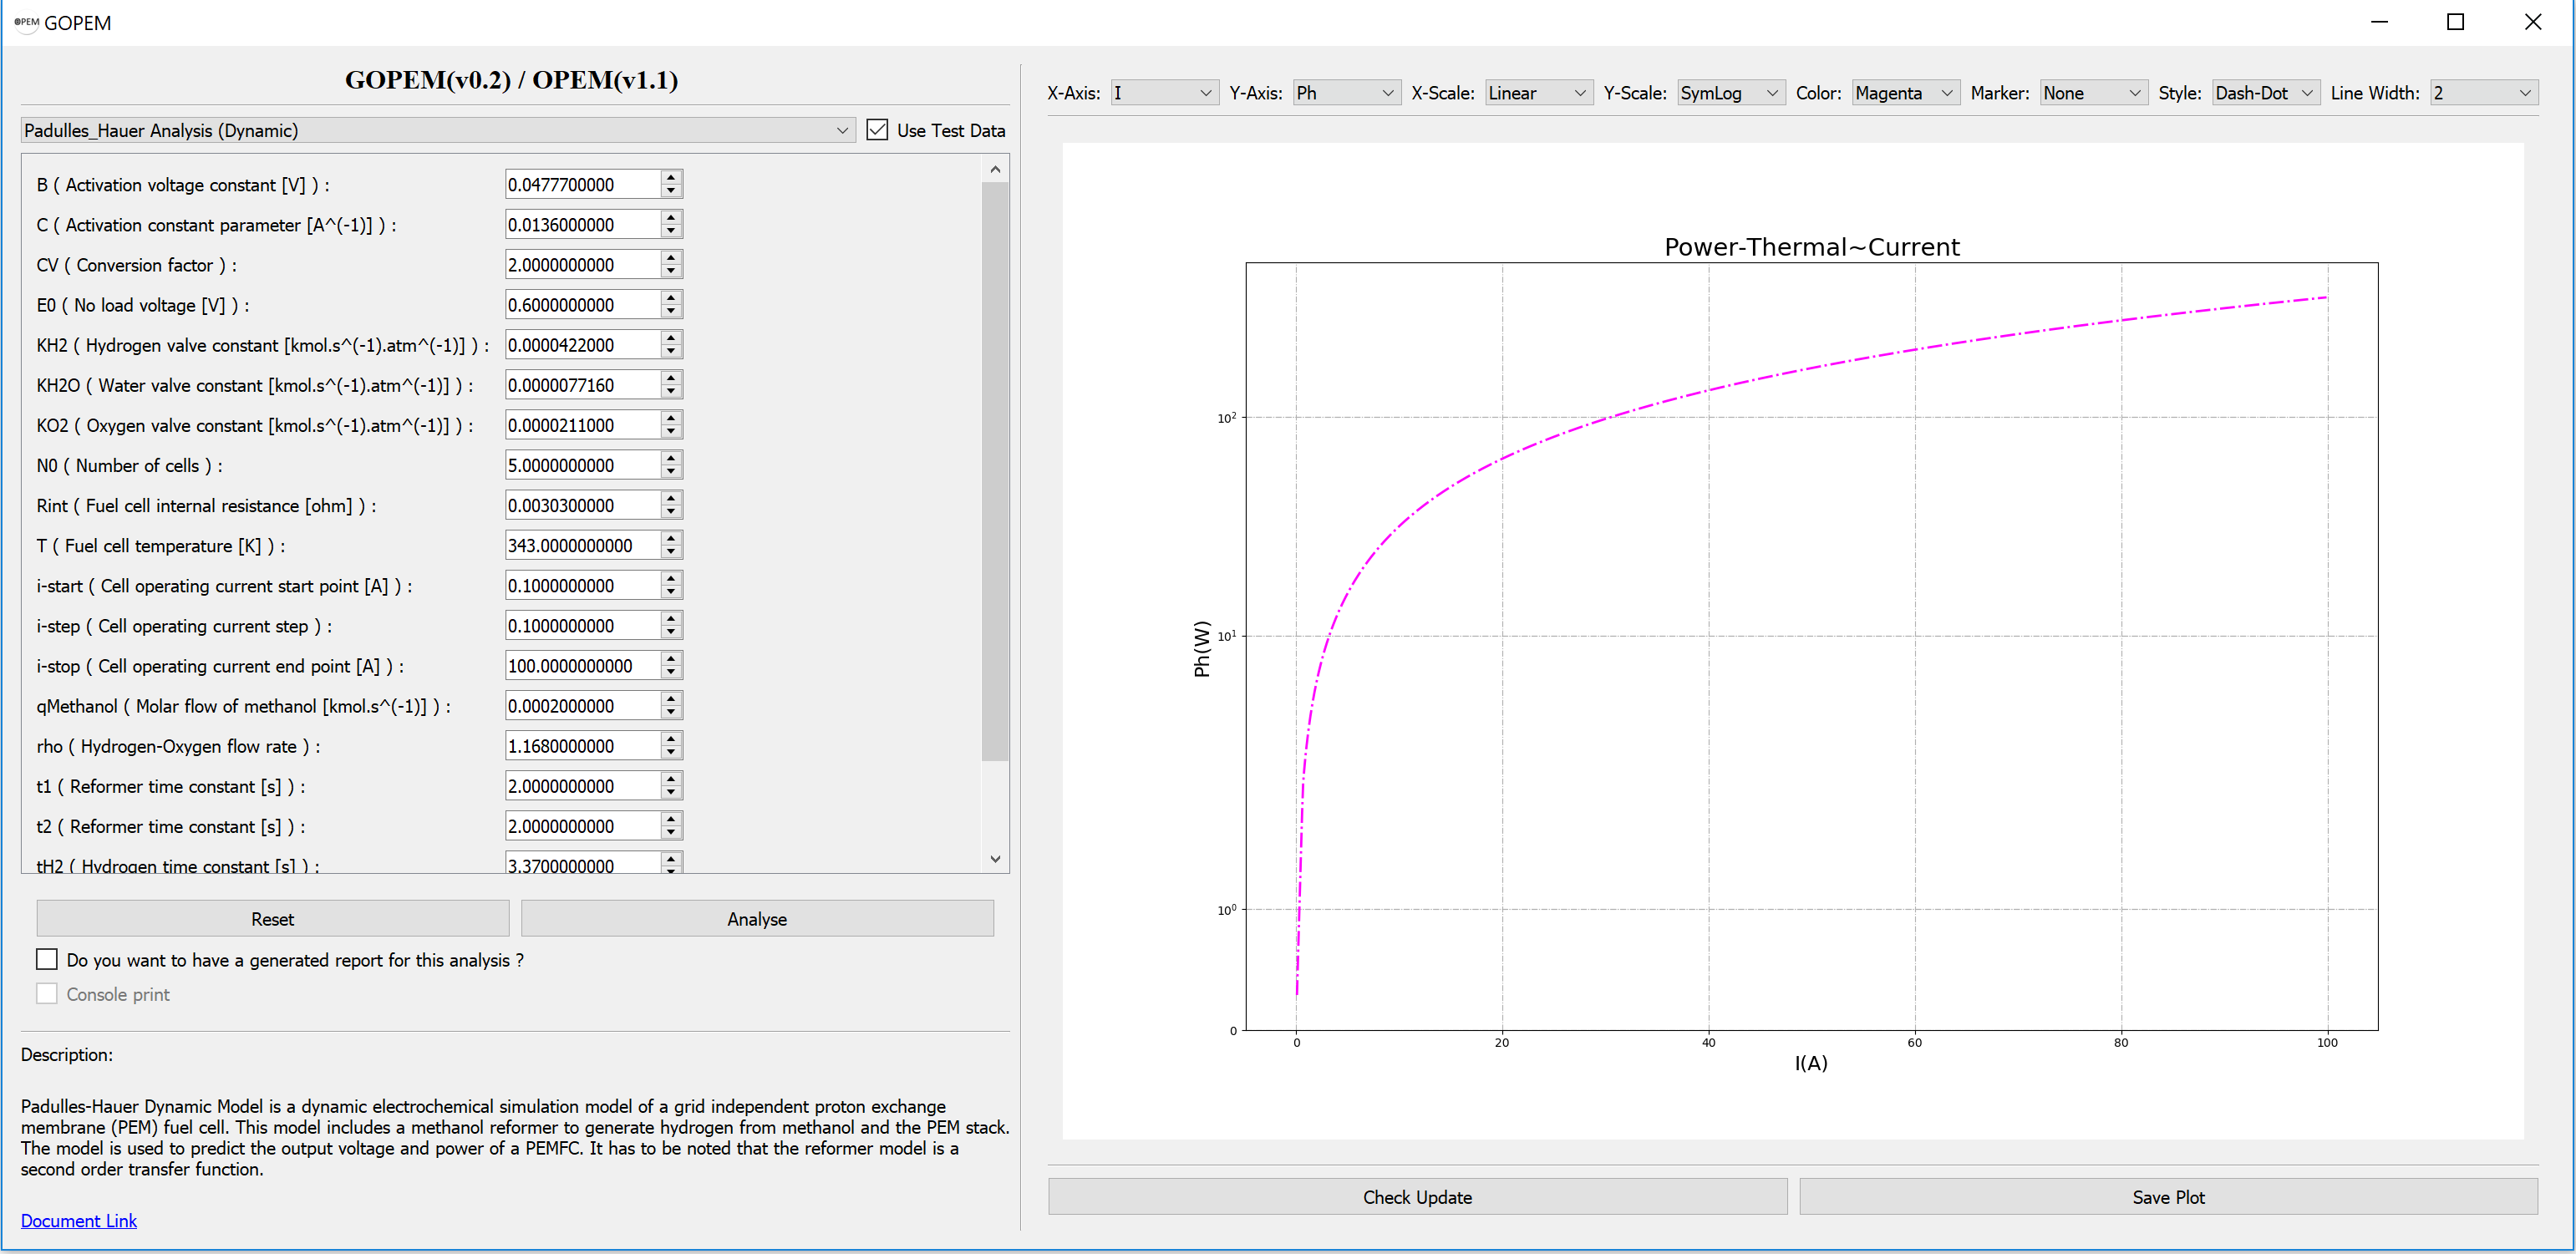 OPEM GOPEM
GOPEM(v0.2) / OPEM(v1.1)
Padulles_Hauer Analysis (Dynamic)
Use Test Data
B ( Activation voltage constant [V] ) : 0.0477700000
C ( Activation constant parameter [A^(-1)] ) : 0.0136000000
CV ( Conversion factor ) : 2.0000000000
E0 ( No load voltage [V] ) : 0.6000000000
KH2 ( Hydrogen valve constant [kmol.s^(-1).atm^(-1)] ) : 0.0000422000
KH2O ( Water valve constant [kmol.s^(-1).atm^(-1)] ) : 0.0000077160
KO2 ( Oxygen valve constant [kmol.s^(-1).atm^(-1)] ) : 0.0000211000
N0 ( Number of cells ) : 5.0000000000
Rint ( Fuel cell internal resistance [ohm] ) : 0.0030300000
T ( Fuel cell temperature [K] ) : 343.0000000000
i-start ( Cell operating current start point [A] ) : 0.1000000000
i-step ( Cell operating current step ) : 0.1000000000
i-stop ( Cell operating current end point [A] ) : 100.0000000000
qMethanol ( Molar flow of methanol [kmol.s^(-1)] ) : 0.0002000000
rho ( Hydrogen-Oxygen flow rate ) : 1.1680000000
t1 ( Reformer time constant [s] ) : 2.0000000000
t2 ( Reformer time constant [s] ) : 2.0000000000
tH2 ( Hydrogen time constant [s] ) : 3.3700000000
Reset
Analyse
Do you want to have a generated report for this analysis ?
Console print
Description:
Padulles-Hauer Dynamic Model is a dynamic electrochemical simulation model of a grid independent proton exchange
membrane (PEM) fuel cell. This model includes a methanol reformer to generate hydrogen from methanol and the PEM stack.
The model is used to predict the output voltage and power of a PEMFC. It has to be noted that the reformer model is a
second order transfer function.
Document Link
X-Axis: I Y-Axis: Ph X-Scale: Linear Y-Scale: SymLog Color: Magenta Marker: None Style: Dash-Dot Line Width: 2
Power-Thermal~Current
Ph(W)
10²
10¹
10⁰
0
0 20 40 60 80 100
I(A)
Check Update
Save Plot